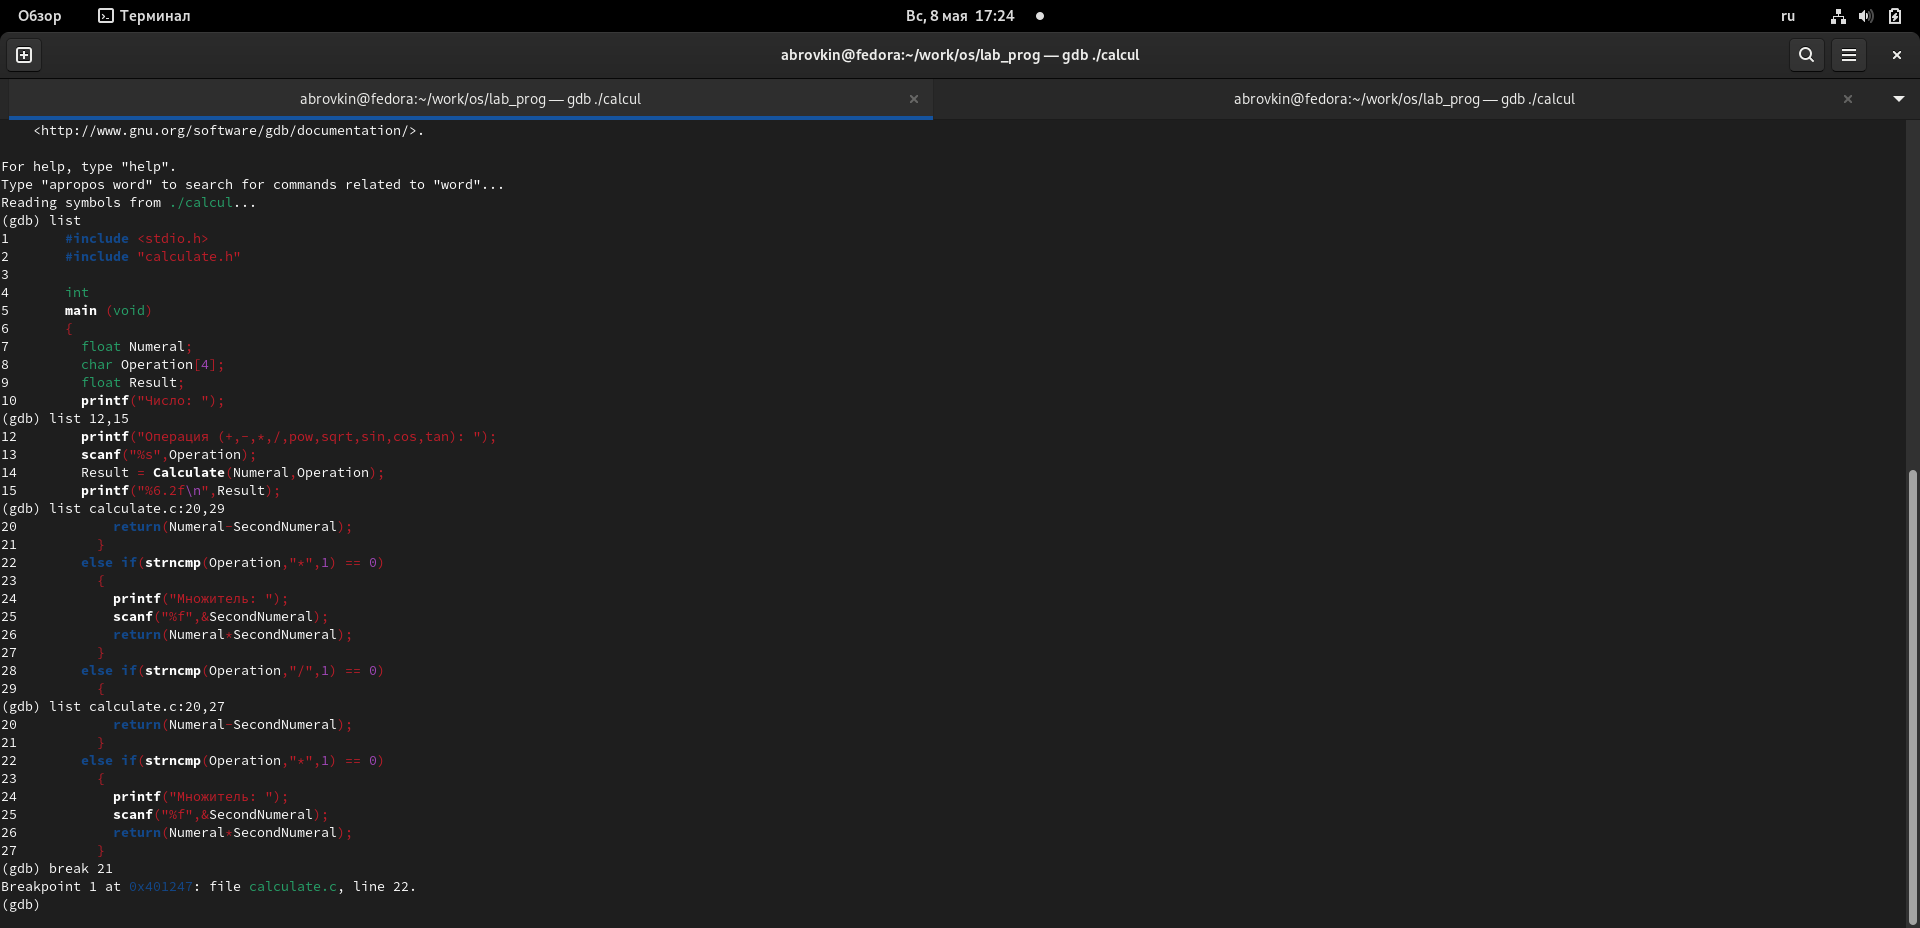 Обзор Терминал Вс, 8 мая 17:24 ru
abrovkin@fedora:~/work/os/lab_prog — gdb ./calcul
abrovkin@fedora:~/work/os/lab_prog — gdb ./calcul abrovkin@fedora:~/work/os/lab_prog — gdb ./calcul
    <http://www.gnu.org/software/gdb/documentation/>.
For help, type "help".
Type "apropos word" to search for commands related to "word"...
Reading symbols from ./calcul...
(gdb) list
1       #include <stdio.h>
2       #include "calculate.h"
3
4       int
5       main (void)
6       {
7         float Numeral;
8         char Operation[4];
9         float Result;
10        printf("Число: ");
(gdb) list 12,15
12        printf("Операция (+,-,*,/,pow,sqrt,sin,cos,tan): ");
13        scanf("%s",Operation);
14        Result = Calculate(Numeral,Operation);
15        printf("%6.2f\n",Result);
(gdb) list calculate.c:20,29
20            return(Numeral-SecondNumeral);
21          }
22        else if(strncmp(Operation,"*",1) == 0)
23          {
24            printf("Множитель: ");
25            scanf("%f",&SecondNumeral);
26            return(Numeral*SecondNumeral);
27          }
28        else if(strncmp(Operation,"/",1) == 0)
29          {
(gdb) list calculate.c:20,27
20            return(Numeral-SecondNumeral);
21          }
22        else if(strncmp(Operation,"*",1) == 0)
23          {
24            printf("Множитель: ");
25            scanf("%f",&SecondNumeral);
26            return(Numeral*SecondNumeral);
27          }
(gdb) break 21
Breakpoint 1 at 0x401247: file calculate.c, line 22.
(gdb)